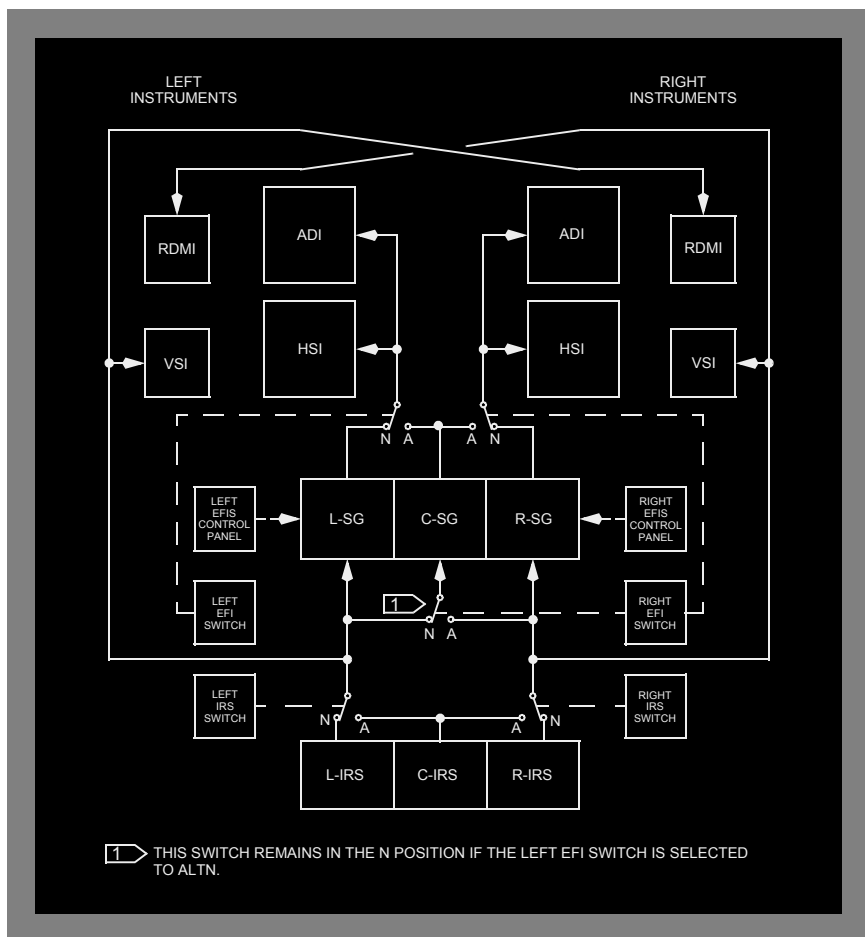 LEFT
INSTRUMENTS
RIGHT
INSTRUMENTS
RDMI
ADI
ADI
RDMI
VSI
HSI
HSI
VSI
N
A
A
N
LEFT
EFIS
CONTROL
PANEL
L-SG
C-SG
R-SG
RIGHT
EFIS
CONTROL
PANEL
LEFT
EFI
SWITCH
1
N
A
RIGHT
EFI
SWITCH
LEFT
IRS
SWITCH
N
A
A
N
RIGHT
IRS
SWITCH
L-IRS
C-IRS
R-IRS
1 THIS SWITCH REMAINS IN THE N POSITION IF THE LEFT EFI SWITCH IS SELECTED
TO ALTN.